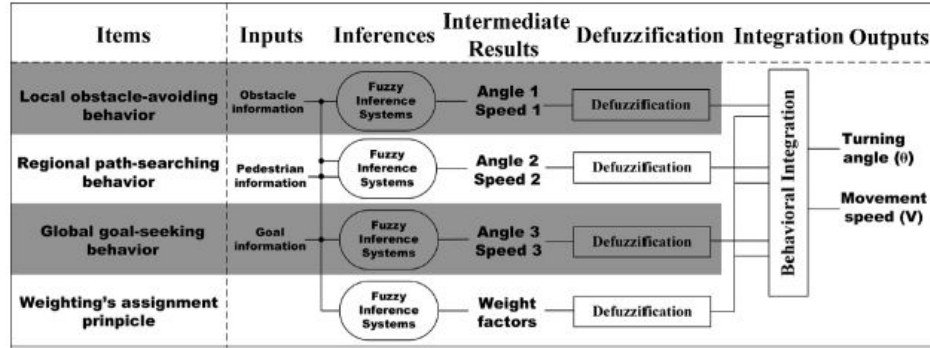 Items
Inputs
Inferences
Intermediate
Results
Defuzzification
Integration
Outputs
Local obstacle-avoiding
behavior
Obstacle
information
Fuzzy
Inference
Systems
Angle 1
Speed 1
Defuzzification
Regional path-searching
behavior
Pedestrian
information
Fuzzy
Inference
Systems
Angle 2
Speed 2
Defuzzification
Global goal-seeking
behavior
Goal
information
Fuzzy
Inference
Systems
Angle 3
Speed 3
Defuzzification
Weighting's assignment
prinpicle
Fuzzy
Inference
Systems
Weight
factors
Defuzzification
Behavioral Integration
Turning
angle (θ)
Movement
speed (V)